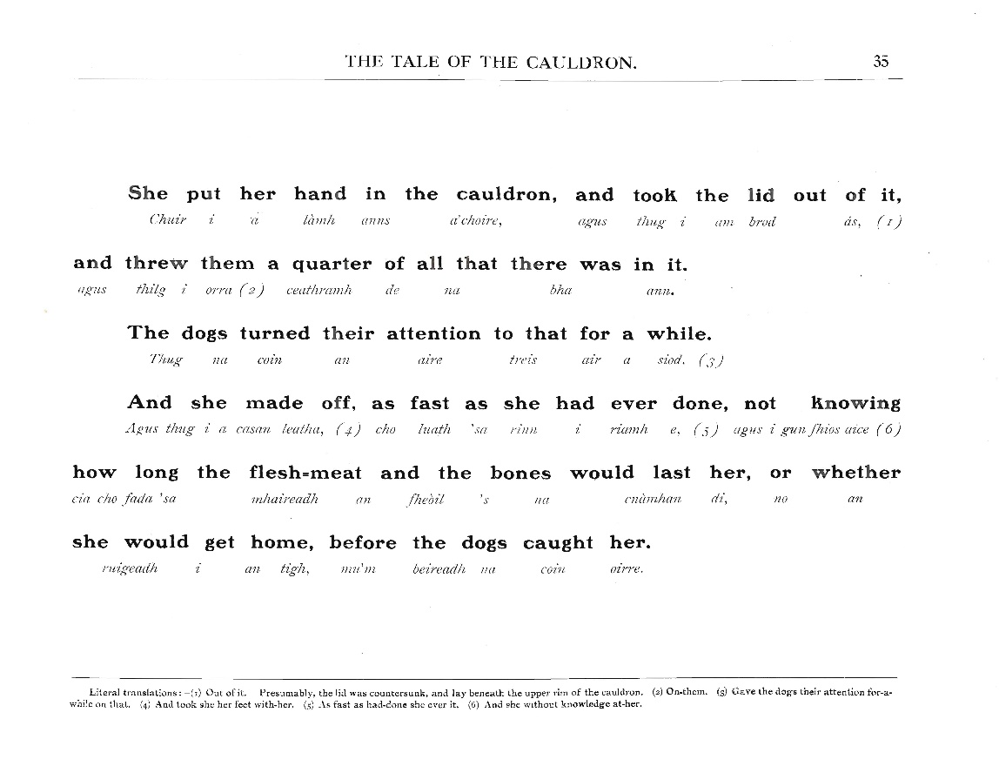 THE TALE OF THE CAULDRON. 35
She put her hand in the cauldron, and took the lid out of it,
Chuir i a làmh anns a'choire, agus thug i am brod ás, (1)
and threw them a quarter of all that there was in it.
agus thilg i orra (2) ceathramh de na bha ann.
The dogs turned their attention to that for a while.
Thug na coin an aire treis air a siod. (3)
And she made off, as fast as she had ever done, not knowing
Agus thug i a casan leatha, (4) cho luath 'sa rinn i riamh e, (5) agus i gun fhios aice (6)
how long the flesh=meat and the bones would last her, or whether
cia cho fada 'sa mhaireadh an fheòil 's na cnàmhan di, no an
she would get home, before the dogs caught her.
ruigeadh i an tigh, mu'm beireadh na coin oirre.
Literal translations:—(1) Out of it. Presumably, the lid was countersunk, and lay beneath the upper rim of the cauldron. (2) On-them. (3) Gave the dogs their attention for-a-
while on that. (4) And took she her feet with-her. (5) As fast as had-done she ever it. (6) And she without knowledge at-her.